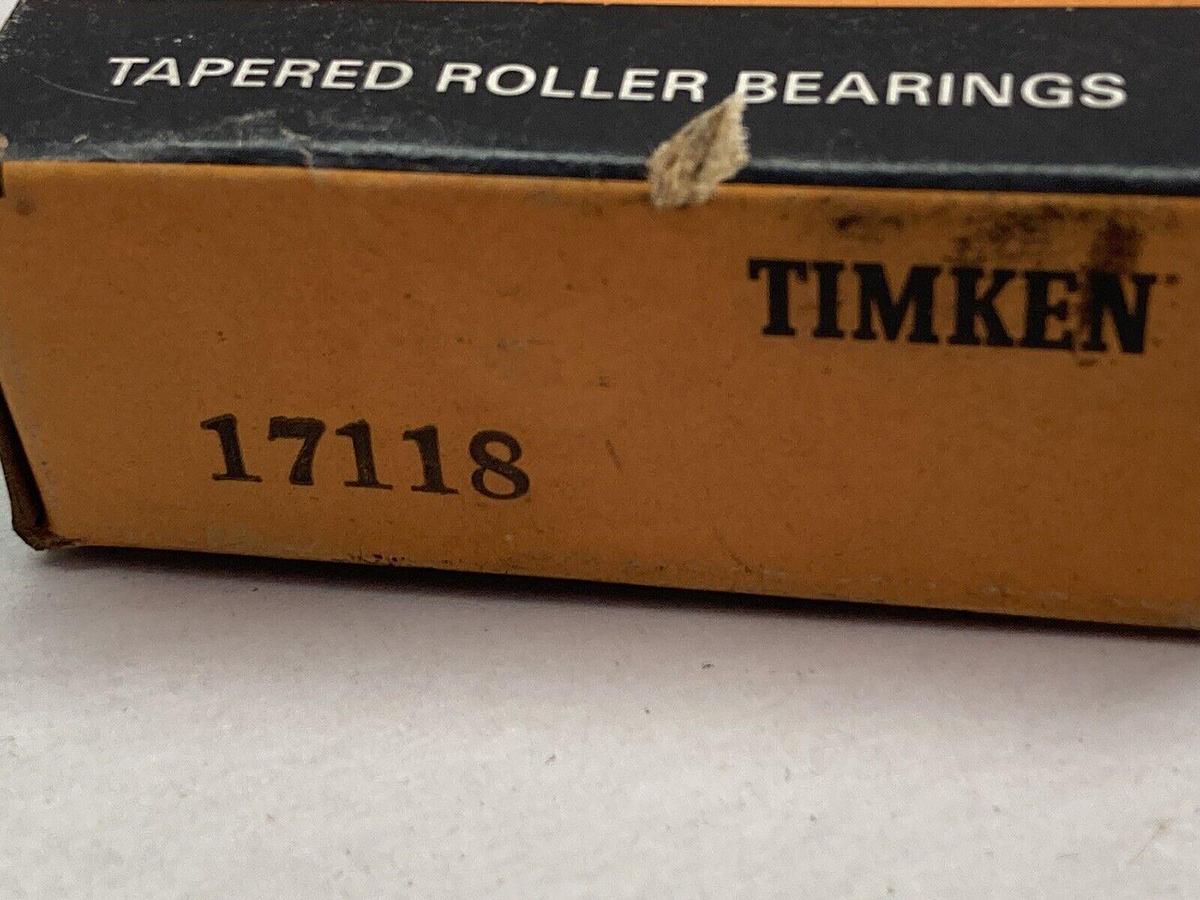 TAPERED ROLLER BEARINGS
TIMKEN
17118